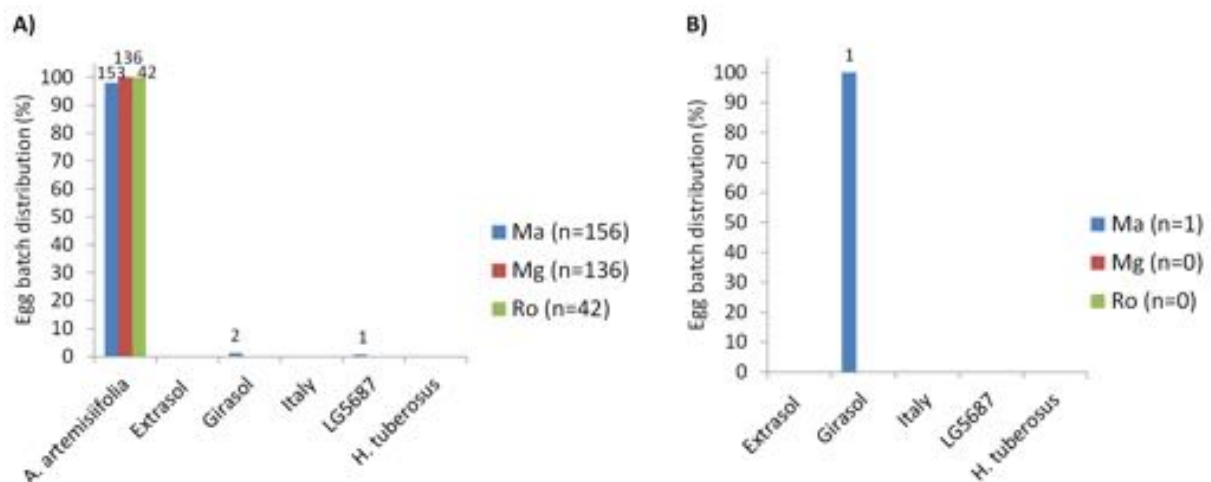 A)
136
153
42
100
90
80
70
60
50
40
30
20
10
0
Egg batch distribution (%)
2
1
A. artemisiifolia
Extrasol
Girasol
Italy
LG5687
H. tuberosus
Ma (n=156)
Mg (n=136)
Ro (n=42)
B)
1
100
90
80
70
60
50
40
30
20
10
0
Egg batch distribution (%)
Extrasol
Girasol
Italy
LG5687
H. tuberosus
Ma (n=1)
Mg (n=0)
Ro (n=0)